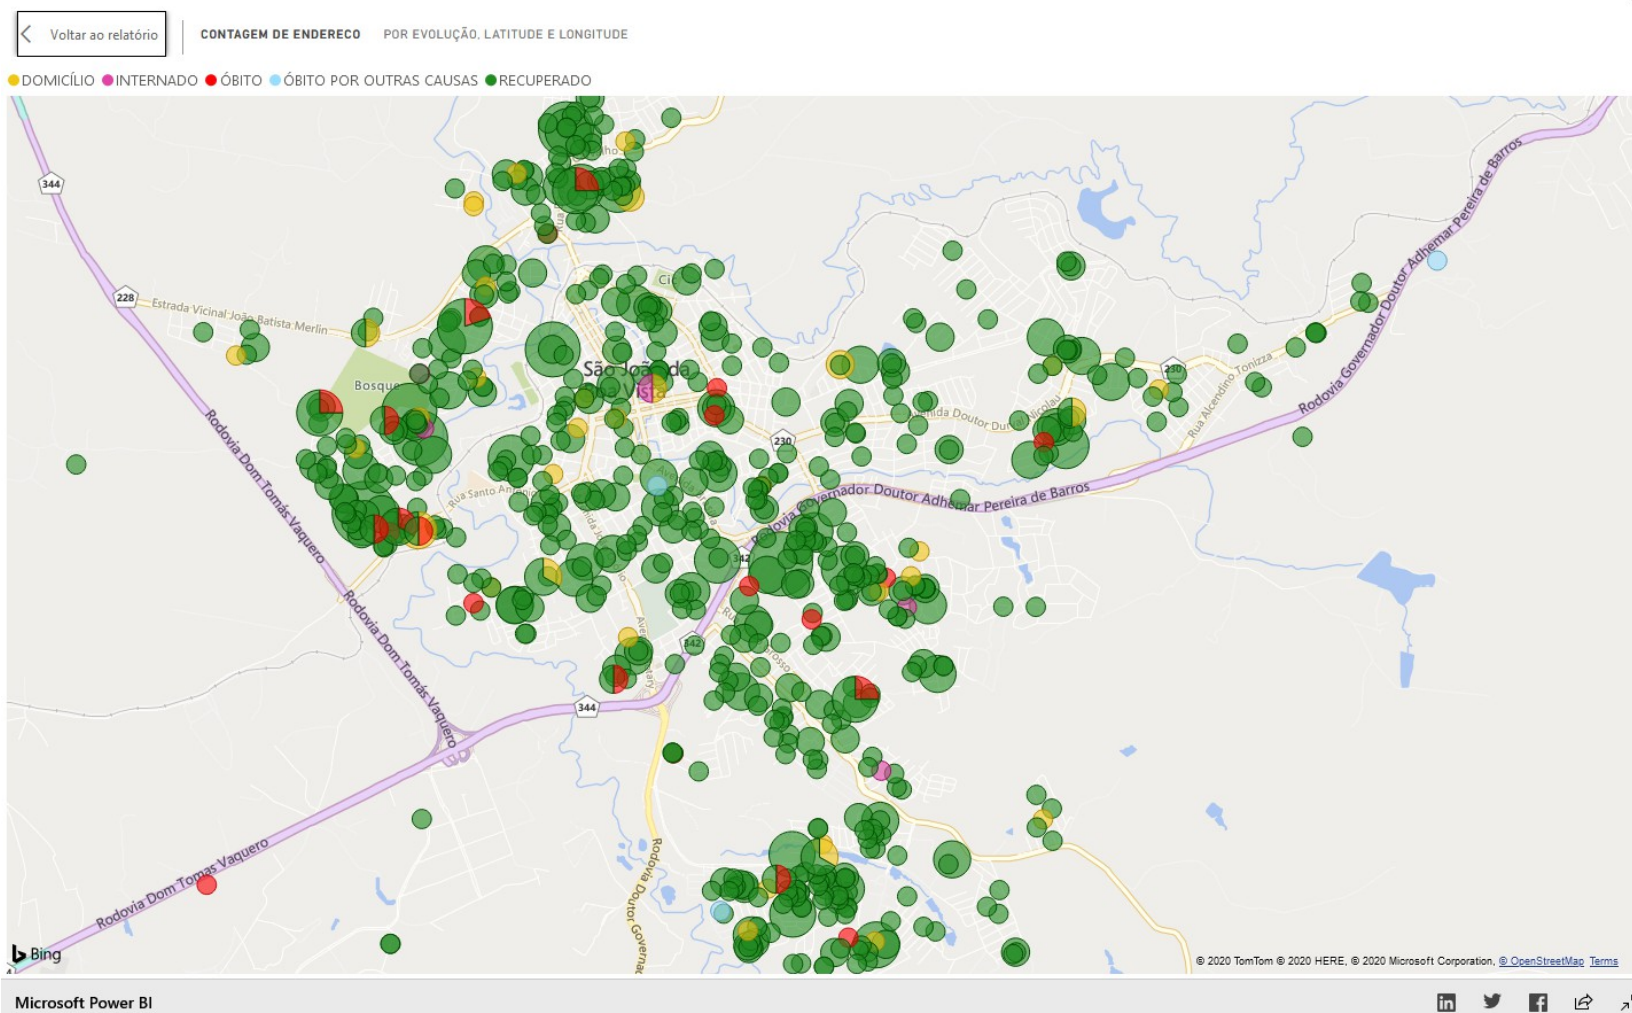 Voltar ao relatório
CONTAGEM DE ENDERECO
POR EVOLUÇÃO, LATITUDE E LONGITUDE
DOMICÍLIO INTERNADO ÓBITO ÓBITO POR OUTRAS CAUSAS RECUPERADO
344
228
Estrada Vicinal João Batista Merlin
Bosque
São João da
Vista
230
230
Rodovia Governador Doutor Adhemar Pereira de Barros
Rua Alcendino Tonizza
Rodovia Governador Doutor Adhemar Pereira de Barros
Rua Santo Antônio
342
342
344
Rodovia Dom Tomás Vaquero
Rodovia Dom Tomás Vaquero
Rodovia Dom Tomas Vaquero
Rodovia Doutor Governa
Bing
© 2020 TomTom © 2020 HERE, © 2020 Microsoft Corporation, © OpenStreetMap Terms
Microsoft Power BI